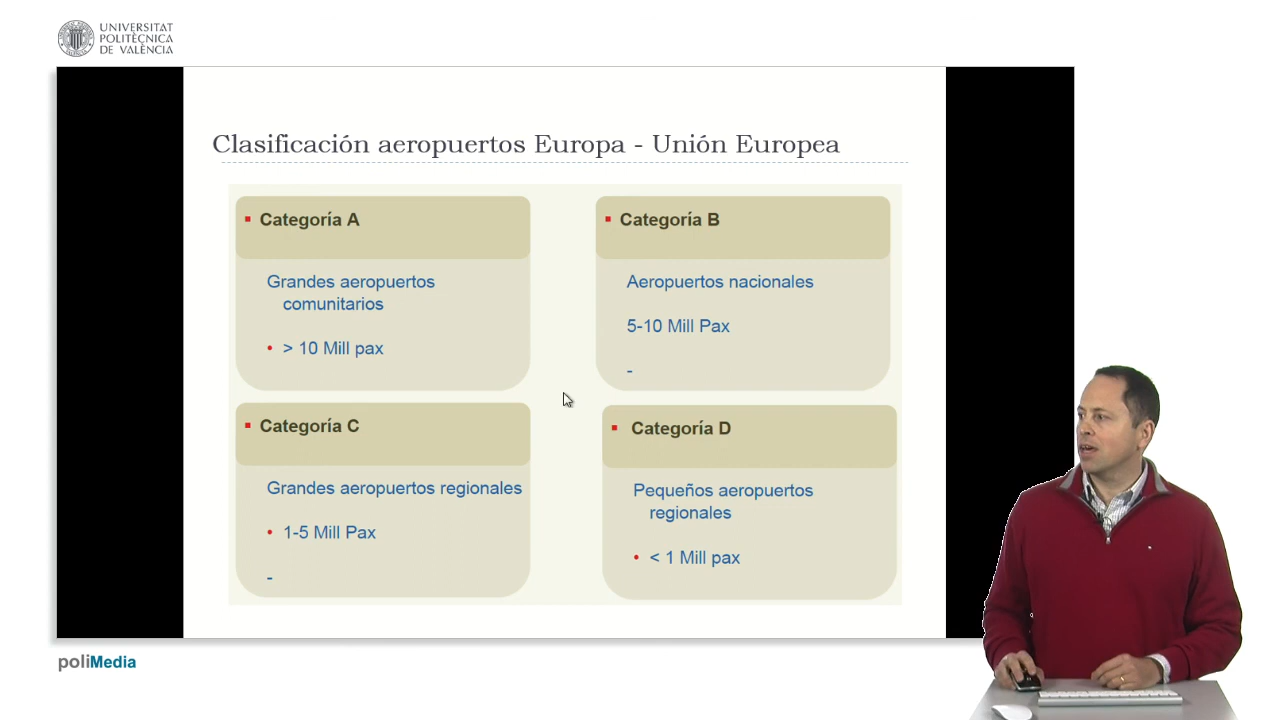 UNIVERSITAT
POLITÈCNICA
DE VALÈNCIA
Clasificación aeropuertos Europa - Unión Europea
▪ Categoría A
Grandes aeropuertos
comunitarios
• > 10 Mill pax
▪ Categoría B
Aeropuertos nacionales
5-10 Mill Pax
-
▪ Categoría C
Grandes aeropuertos regionales
• 1-5 Mill Pax
-
▪ Categoría D
Pequeños aeropuertos
regionales
• < 1 Mill pax
poliMedia